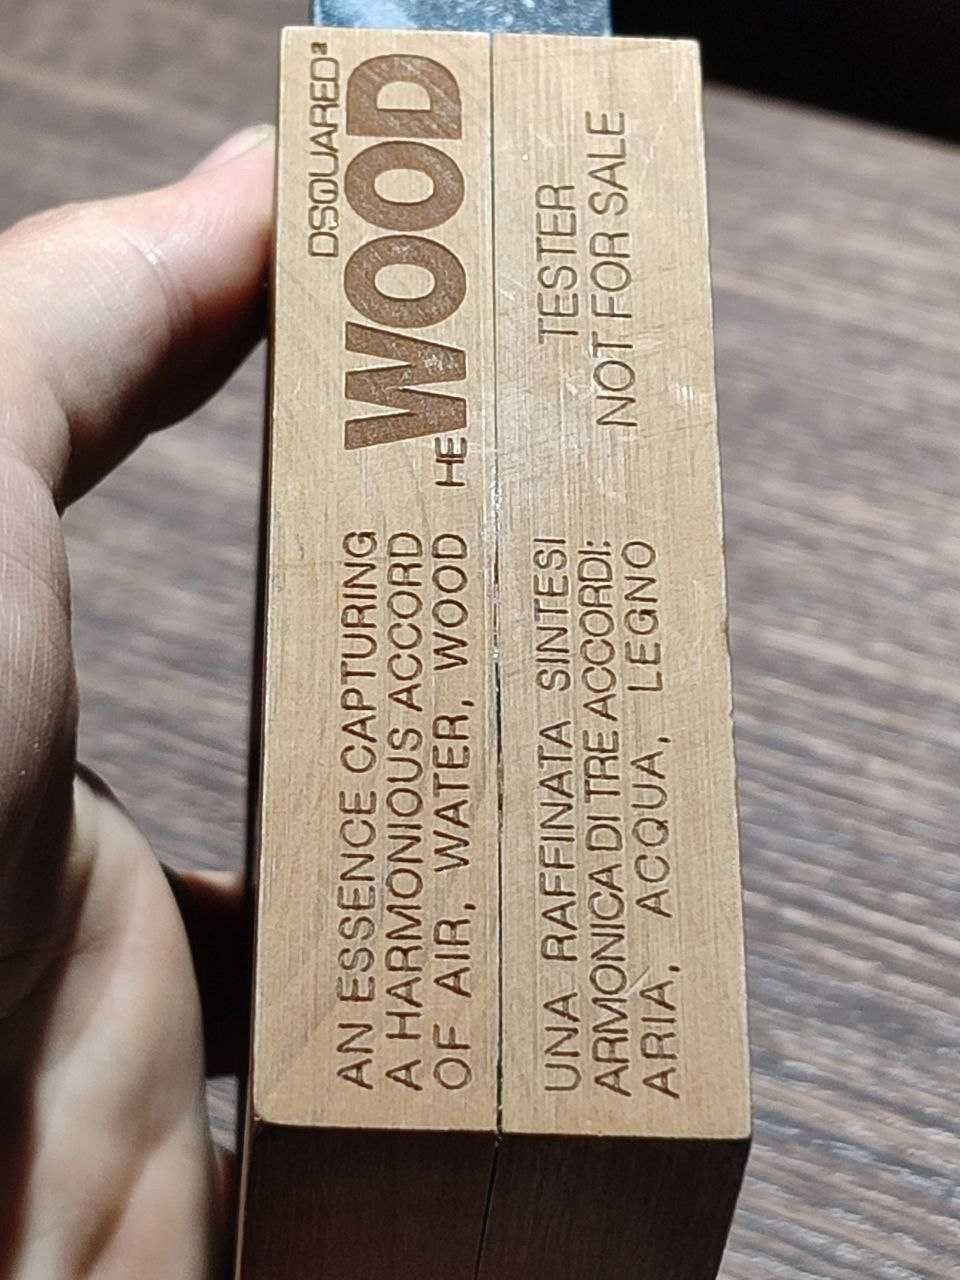 AN ESSENCE CAPTURING
A HARMONIOUS ACCORD
OF AIR, WATER, WOOD
DSQUARED²
HE WOOD
UNA RAFFINATA SINTESI
ARMONICA DI TRE ACCORDI:
ARIA, ACQUA, LEGNO
TESTER
NOT FOR SALE